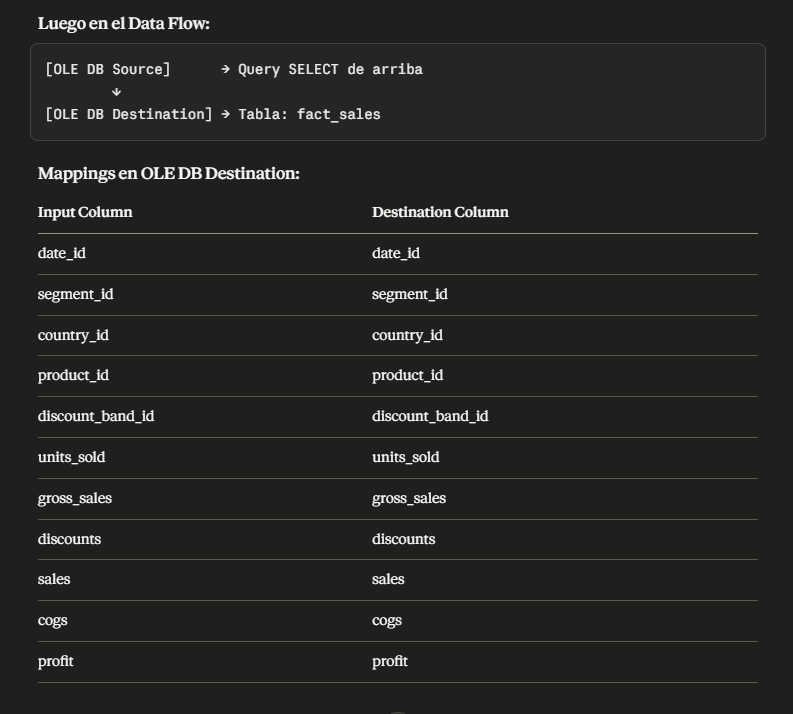 Luego en el Data Flow:
[OLE DB Source]      → Query SELECT de arriba
        ↓
[OLE DB Destination] → Tabla: fact_sales
Mappings en OLE DB Destination:
Input Column Destination Column
date_id date_id
segment_id segment_id
country_id country_id
product_id product_id
discount_band_id discount_band_id
units_sold units_sold
gross_sales gross_sales
discounts discounts
sales sales
cogs cogs
profit profit